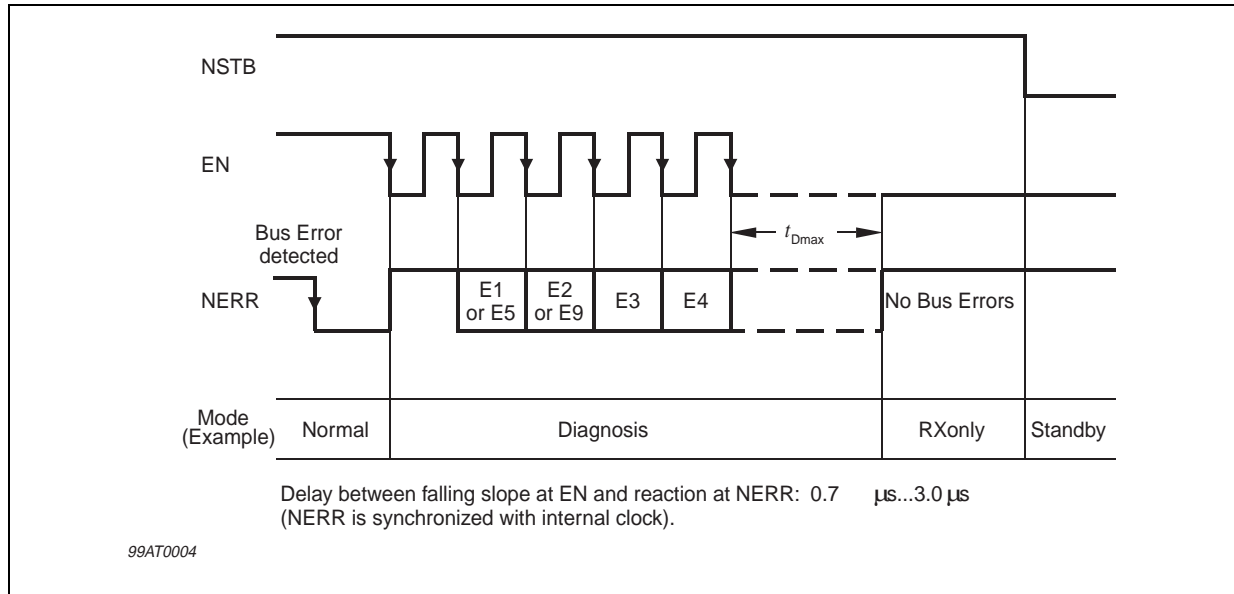 NSTB
EN
Bus Error
detected
t Dmax
NERR
E1
or E5
E2
or E9
E3
E4
No Bus Errors
Mode
(Example)
Normal
Diagnosis
RXonly
Standby
Delay between falling slope at EN and reaction at NERR: 0.7 µs...3.0 µs
(NERR is synchronized with internal clock).
99AT0004